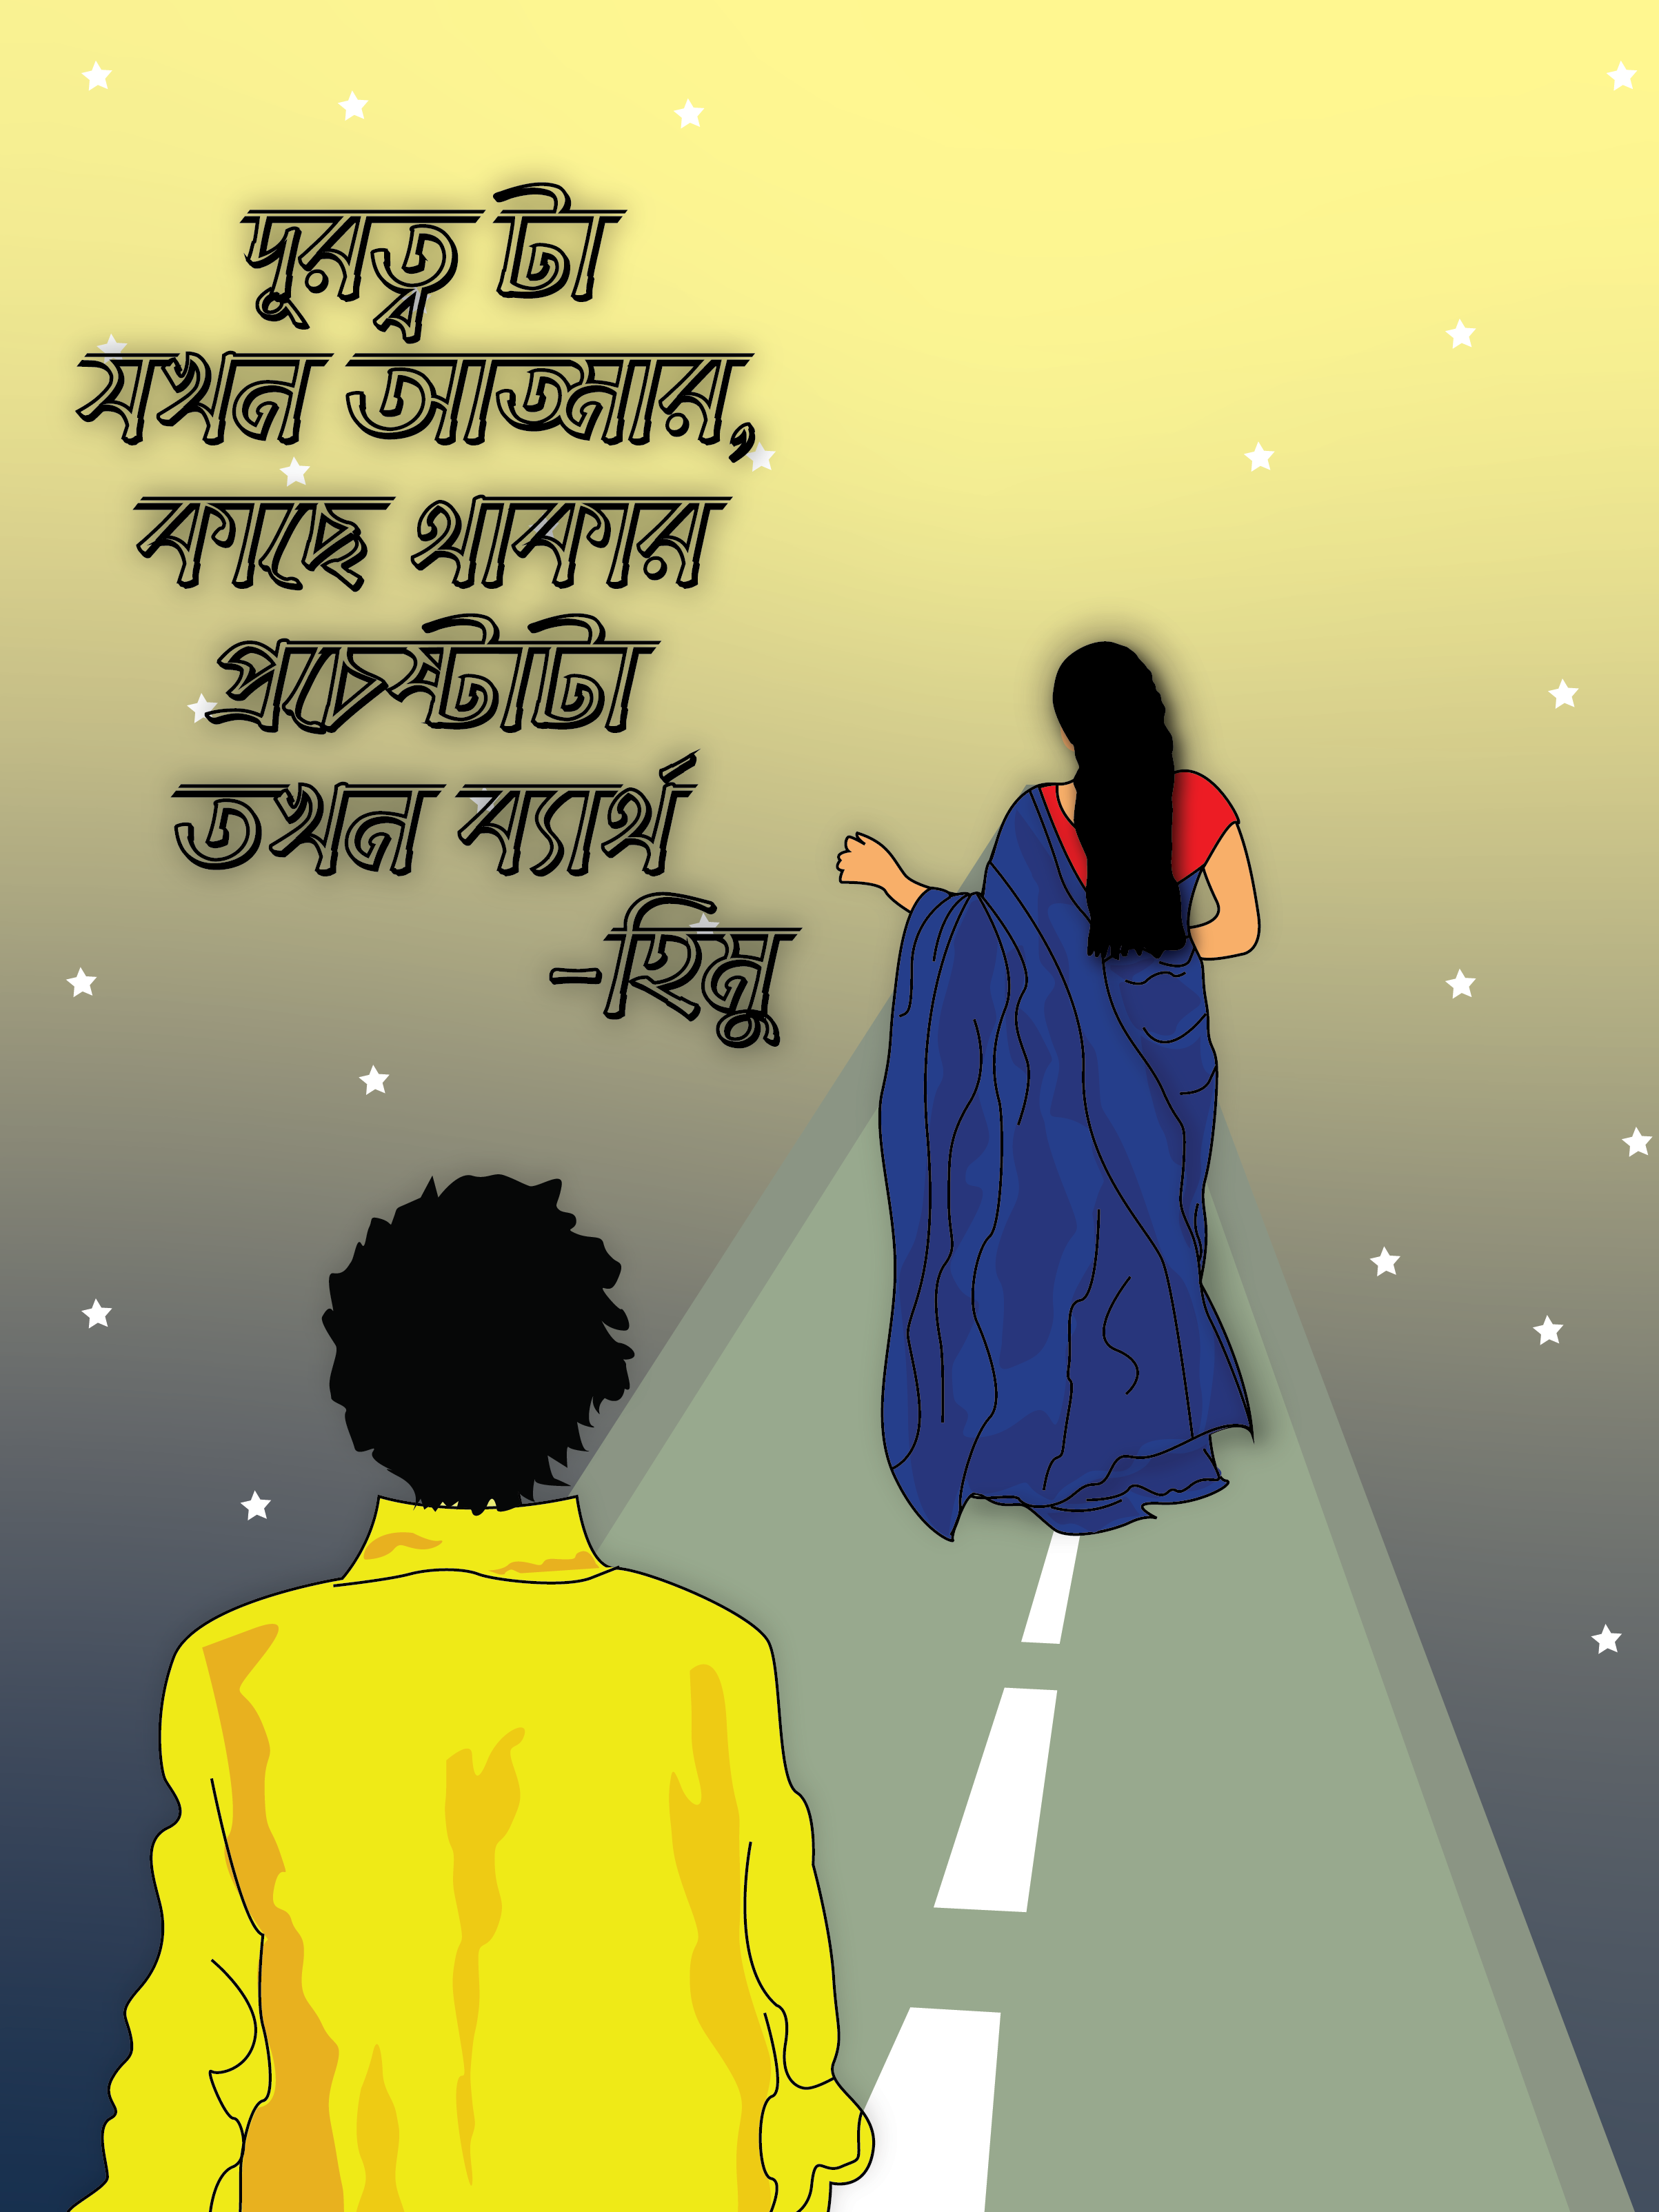 দূরত্ব টা
যখন আত্মার,
কাছে থাকার
প্রচেষ্টাটা
তখন ব্যার্থ
-হিমু